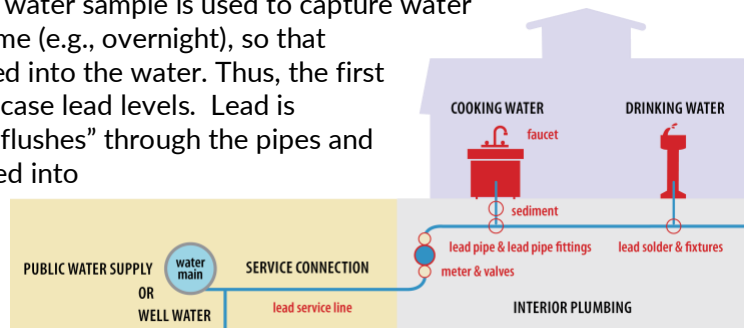 water sample is used to capture water
me (e.g., overnight), so that
ed into the water. Thus, the first
case lead levels. Lead is
flushes” through the pipes and
ed into
COOKING WATER
DRINKING WATER
faucet
sediment
lead pipe & lead pipe fittings
lead solder & fixtures
meter & valves
PUBLIC WATER SUPPLY
OR
WELL WATER
water
main
SERVICE CONNECTION
lead service line
INTERIOR PLUMBING